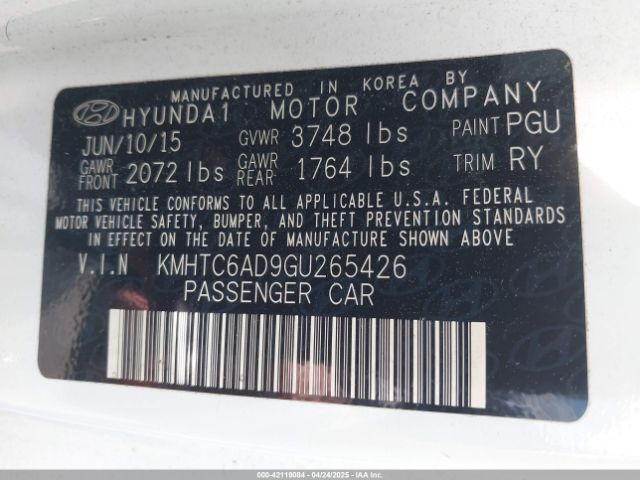 MANUFACTURED IN KOREA BY
HYUNDAI MOTOR COMPANY
JUN/10/15 GVWR 3748 lbs PAINT PGU
GAWR FRONT 2072 lbs GAWR REAR 1764 lbs TRIM RY
THIS VEHICLE CONFORMS TO ALL APPLICABLE U.S.A. FEDERAL
MOTOR VEHICLE SAFETY, BUMPER, AND THEFT PREVENTION STANDARDS
IN EFFECT ON THE DATE OF MANUFACTURE SHOWN ABOVE.
V.I.N KMHTC6AD9GU265426
PASSENGER CAR
000-42119084 - 04/24/2025 - IAAI